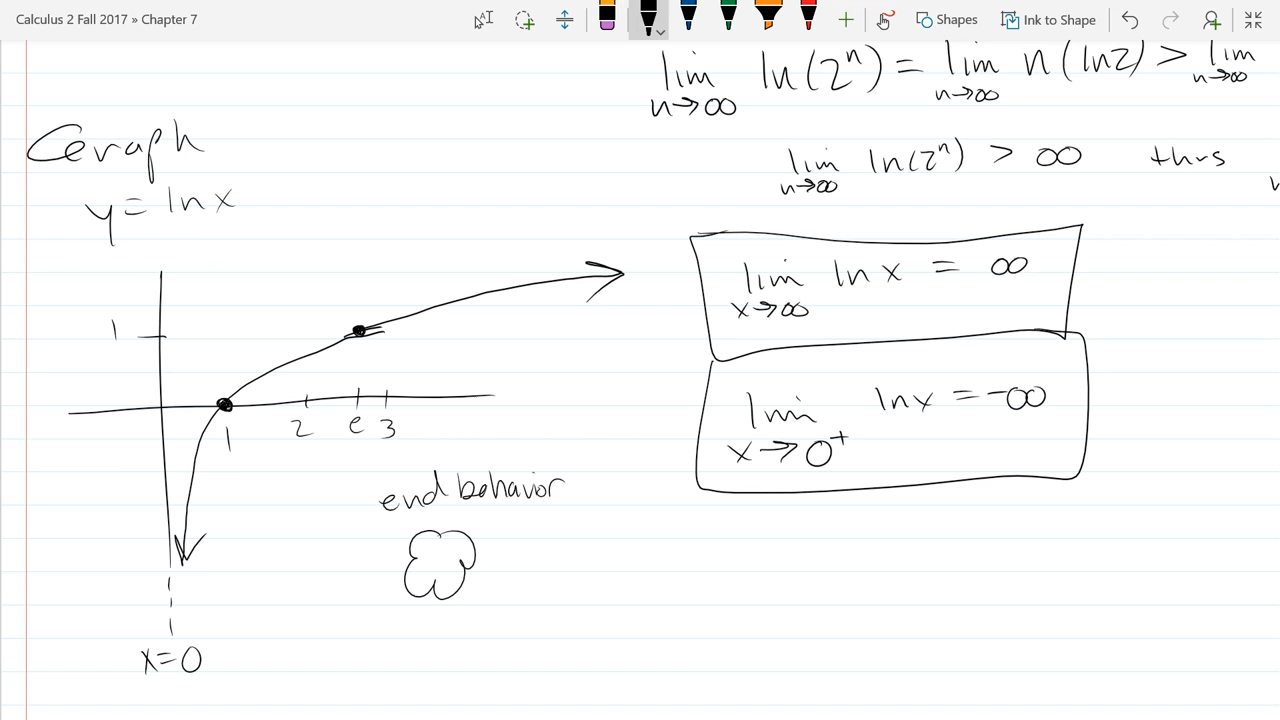 Calculus 2 Fall 2017 » Chapter 7
Shapes
Ink to Shape
lim n→∞ ln(2ⁿ) = lim n→∞ n(ln2) > lim n→∞
Graph
lim n→∞ ln(2ⁿ) > ∞ thus
y = ln x
lim x→∞ ln x = ∞
1
lim x→0⁺ ln x = -∞
1 2 e 3
end behavior
x=0